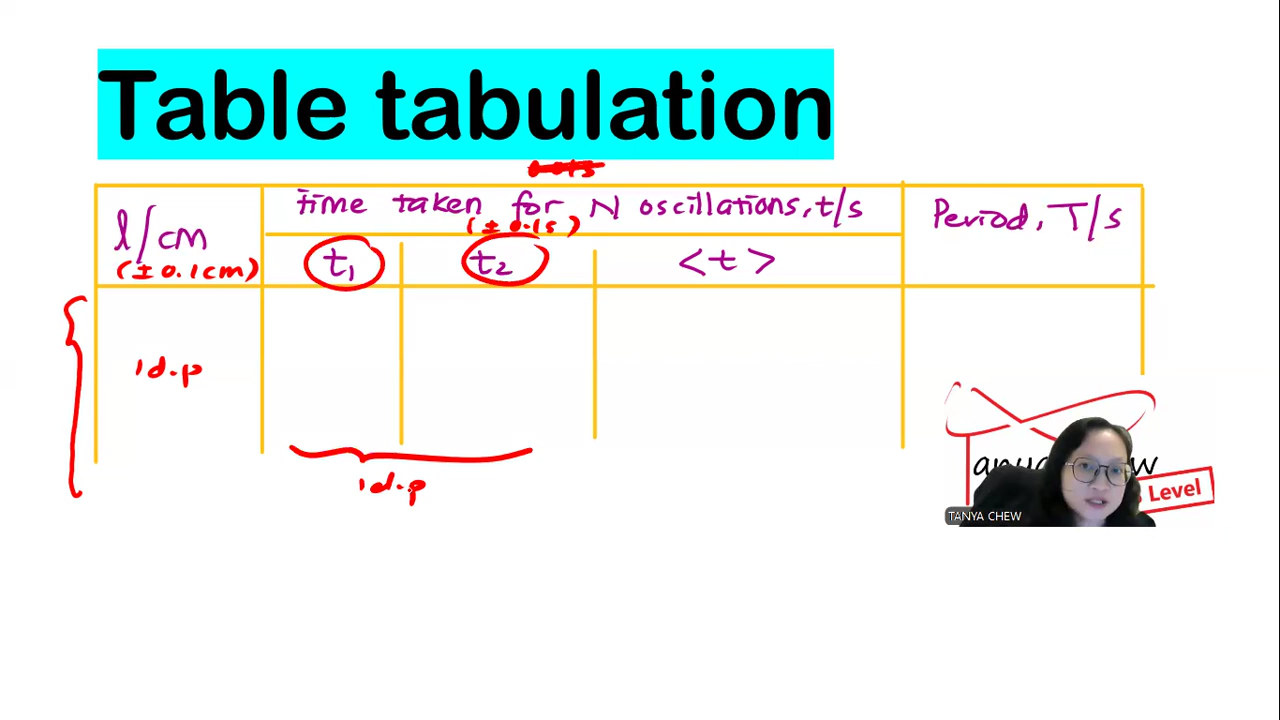 Table tabulation
l/cm
(± 0.1cm)
time taken for N oscillations, t/s
(± 0.1s)
t₁
t₂
<t>
Period, T/s
1d.p
1d.p
Level
TANYA CHEW